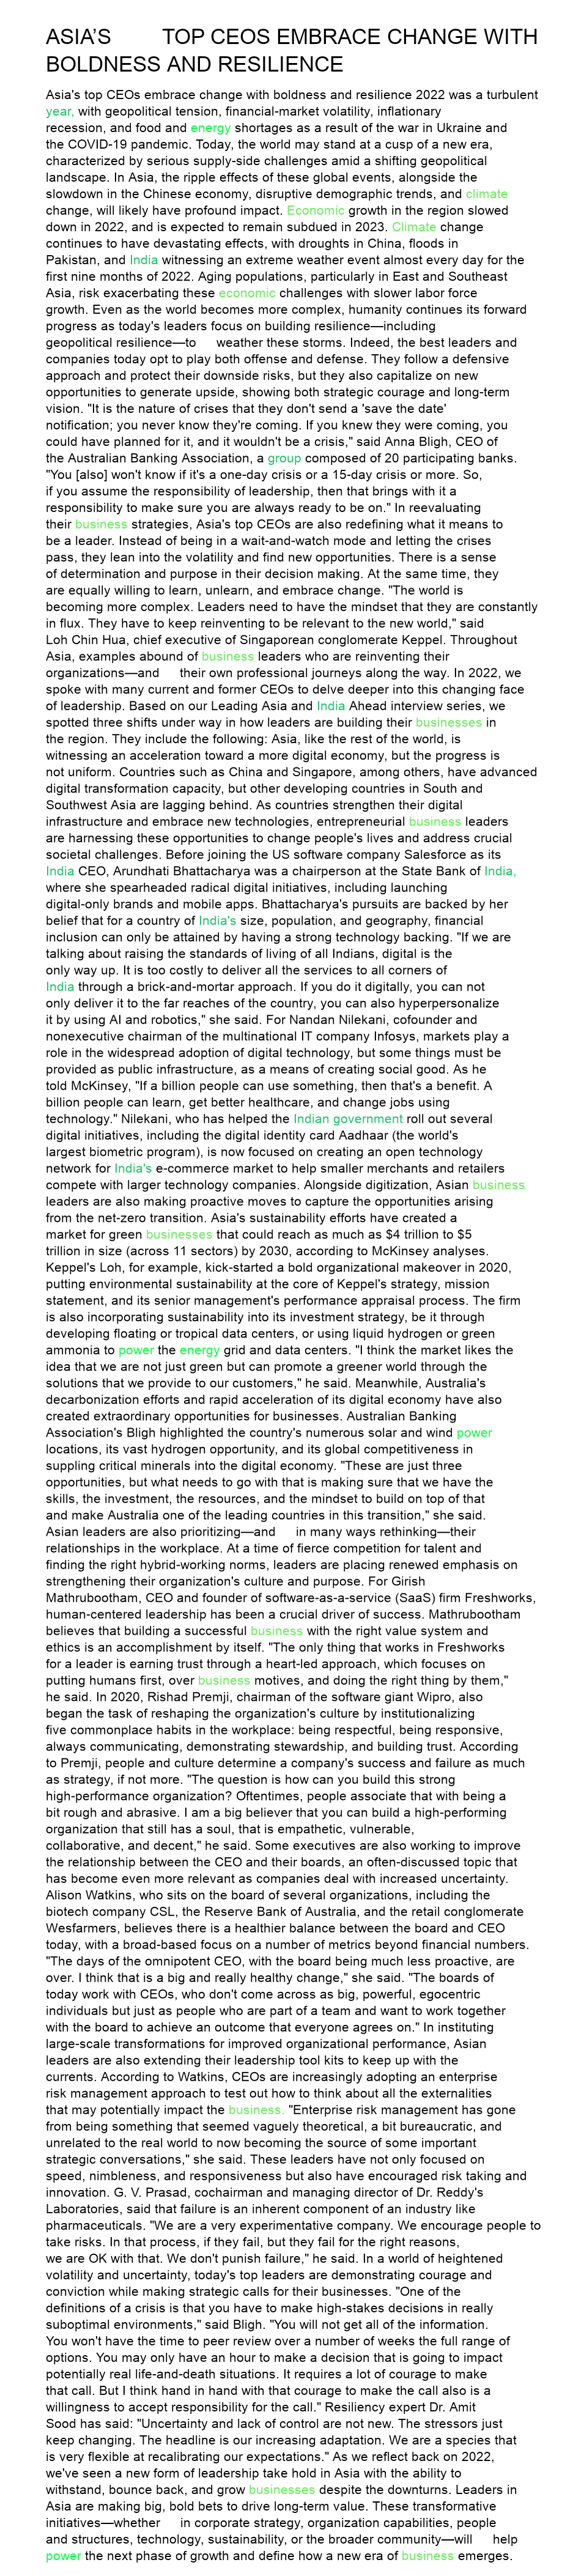 ASIA'S TOP CEOS EMBRACE CHANGE WITH
BOLDNESS AND RESILIENCE
Asia's top CEOs embrace change with boldness and resilience 2022 was a turbulent
year, with geopolitical tension, financial-market volatility, inflationary
recession, and food and energy shortages as a result of the war in Ukraine and
the COVID-19 pandemic. Today, the world may stand at a cusp of a new era,
characterized by serious supply-side challenges amid a shifting geopolitical
landscape. In Asia, the ripple effects of these global events, alongside the
slowdown in the Chinese economy, disruptive demographic trends, and climate
change, will likely have profound impact. Economic growth in the region slowed
down in 2022, and is expected to remain subdued in 2023. Climate change
continues to have devastating effects, with droughts in China, floods in
Pakistan, and India witnessing an extreme weather event almost every day for the
first nine months of 2022. Aging populations, particularly in East and Southeast
Asia, risk exacerbating these economic challenges with slower labor force
growth. Even as the world becomes more complex, humanity continues its forward
progress as today's leaders focus on building resilience—including
geopolitical resilience—to weather these storms. Indeed, the best leaders and
companies today opt to play both offense and defense. They follow a defensive
approach and protect their downside risks, but they also capitalize on new
opportunities to generate upside, showing both strategic courage and long-term
vision. "It is the nature of crises that they don't send a 'save the date'
notification; you never know they're coming. If you knew they were coming, you
could have planned for it, and it wouldn't be a crisis," said Anna Bligh, CEO of
the Australian Banking Association, a group composed of 20 participating banks.
"You [also] won't know if it's a one-day crisis or a 15-day crisis or more. So,
if you assume the responsibility of leadership, then that brings with it a
responsibility to make sure you are always ready to be on." In reevaluating
their business strategies, Asia's top CEOs are also redefining what it means to
be a leader. Instead of being in a wait-and-watch mode and letting the crises
pass, they lean into the volatility and find new opportunities. There is a sense
of determination and purpose in their decision making. At the same time, they
are equally willing to learn, unlearn, and embrace change. "The world is
becoming more complex. Leaders need to have the mindset that they are constantly
in flux. They have to keep reinventing to be relevant to the new world," said
Loh Chin Hua, chief executive of Singaporean conglomerate Keppel. Throughout
Asia, examples abound of business leaders who are reinventing their
organizations—and their own professional journeys along the way. In 2022, we
spoke with many current and former CEOs to delve deeper into this changing face
of leadership. Based on our Leading Asia and India Ahead interview series, we
spotted three shifts under way in how leaders are building their businesses in
the region. They include the following: Asia, like the rest of the world, is
witnessing an acceleration toward a more digital economy, but the progress is
not uniform. Countries such as China and Singapore, among others, have advanced
digital transformation capacity, but other developing countries in South and
Southwest Asia are lagging behind. As countries strengthen their digital
infrastructure and embrace new technologies, entrepreneurial business leaders
are harnessing these opportunities to change people's lives and address crucial
societal challenges. Before joining the US software company Salesforce as its
India CEO, Arundhati Bhattacharya was a chairperson at the State Bank of India,
where she spearheaded radical digital initiatives, including launching
digital-only brands and mobile apps. Bhattacharya's pursuits are backed by her
belief that for a country of India's size, population, and geography, financial
inclusion can only be attained by having a strong technology backing. "If we are
talking about raising the standards of living of all Indians, digital is the
only way up. It is too costly to deliver all the services to all corners of
India through a brick-and-mortar approach. If you do it digitally, you can not
only deliver it to the far reaches of the country, you can also hyperpersonalize
it by using AI and robotics," she said. For Nandan Nilekani, cofounder and
nonexecutive chairman of the multinational IT company Infosys, markets play a
role in the widespread adoption of digital technology, but some things must be
provided as public infrastructure, as a means of creating social good. As he
told McKinsey, "If a billion people can use something, then that's a benefit. A
billion people can learn, get better healthcare, and change jobs using
technology." Nilekani, who has helped the Indian government roll out several
digital initiatives, including the digital identity card Aadhaar (the world's
largest biometric program), is now focused on creating an open technology
network for India's e-commerce market to help smaller merchants and retailers
compete with larger technology companies. Alongside digitization, Asian business
leaders are also making proactive moves to capture the opportunities arising
from the net-zero transition. Asia's sustainability efforts have created a
market for green businesses that could reach as much as $4 trillion to $5
trillion in size (across 11 sectors) by 2030, according to McKinsey analyses.
Keppel's Loh, for example, kick-started a bold organizational makeover in 2020,
putting environmental sustainability at the core of Keppel's strategy, mission
statement, and its senior management's performance appraisal process. The firm
is also incorporating sustainability into its investment strategy, be it through
developing floating or tropical data centers, or using liquid hydrogen or green
ammonia to power the energy grid and data centers. "I think the market likes the
idea that we are not just green but can promote a greener world through the
solutions that we provide to our customers," he said. Meanwhile, Australia's
decarbonization efforts and rapid acceleration of its digital economy have also
created extraordinary opportunities for businesses. Australian Banking
Association's Bligh highlighted the country's numerous solar and wind power
locations, its vast hydrogen opportunity, and its global competitiveness in
suppling critical minerals into the digital economy. "These are just three
opportunities, but what needs to go with that is making sure that we have the
skills, the investment, the resources, and the mindset to build on top of that
and make Australia one of the leading countries in this transition," she said.
Asian leaders are also prioritizing—and in many ways rethinking—their
relationships in the workplace. At a time of fierce competition for talent and
finding the right hybrid-working norms, leaders are placing renewed emphasis on
strengthening their organization's culture and purpose. For Girish
Mathrubootham, CEO and founder of software-as-a-service (SaaS) firm Freshworks,
human-centered leadership has been a crucial driver of success. Mathrubootham
believes that building a successful business with the right value system and
ethics is an accomplishment by itself. "The only thing that works in Freshworks
for a leader is earning trust through a heart-led approach, which focuses on
putting humans first, over business motives, and doing the right thing by them,"
he said. In 2020, Rishad Premji, chairman of the software giant Wipro, also
began the task of reshaping the organization's culture by institutionalizing
five commonplace habits in the workplace: being respectful, being responsive,
always communicating, demonstrating stewardship, and building trust. According
to Premji, people and culture determine a company's success and failure as much
as strategy, if not more. "The question is how can you build this strong
high-performance organization? Oftentimes, people associate that with being a
bit rough and abrasive. I am a big believer that you can build a high-performing
organization that still has a soul, that is empathetic, vulnerable,
collaborative, and decent," he said. Some executives are also working to improve
the relationship between the CEO and their boards, an often-discussed topic that
has become even more relevant as companies deal with increased uncertainty.
Alison Watkins, who sits on the board of several organizations, including the
biotech company CSL, the Reserve Bank of Australia, and the retail conglomerate
Wesfarmers, believes there is a healthier balance between the board and CEO
today, with a broad-based focus on a number of metrics beyond financial numbers.
"The days of the omnipotent CEO, with the board being much less proactive, are
over. I think that is a big and really healthy change," she said. "The boards of
today work with CEOs, who don't come across as big, powerful, egocentric
individuals but just as people who are part of a team and want to work together
with the board to achieve an outcome that everyone agrees on." In instituting
large-scale transformations for improved organizational performance, Asian
leaders are also extending their leadership tool kits to keep up with the
currents. According to Watkins, CEOs are increasingly adopting an enterprise
risk management approach to test out how to think about all the externalities
that may potentially impact the business. "Enterprise risk management has gone
from being something that seemed vaguely theoretical, a bit bureaucratic, and
unrelated to the real world to now becoming the source of some important
strategic conversations," she said. These leaders have not only focused on
speed, nimbleness, and responsiveness but also have encouraged risk taking and
innovation. G. V. Prasad, cochairman and managing director of Dr. Reddy's
Laboratories, said that failure is an inherent component of an industry like
pharmaceuticals. "We are a very experimentative company. We encourage people to
take risks. In that process, if they fail, but they fail for the right reasons,
we are OK with that. We don't punish failure," he said. In a world of heightened
volatility and uncertainty, today's top leaders are demonstrating courage and
conviction while making strategic calls for their businesses. "One of the
definitions of a crisis is that you have to make high-stakes decisions in really
suboptimal environments," said Bligh. "You will not get all of the information.
You won't have the time to peer review over a number of weeks the full range of
options. You may only have an hour to make a decision that is going to impact
potentially real life-and-death situations. It requires a lot of courage to make
that call. But I think hand in hand with that courage to make the call also is a
willingness to accept responsibility for the call." Resiliency expert Dr. Amit
Sood has said: "Uncertainty and lack of control are not new. The stressors just
keep changing. The headline is our increasing adaptation. We are a species that
is very flexible at recalibrating our expectations." As we reflect back on 2022,
we've seen a new form of leadership take hold in Asia with the ability to
withstand, bounce back, and grow businesses despite the downturns. Leaders in
Asia are making big, bold bets to drive long-term value. These transformative
initiatives—whether in corporate strategy, organization capabilities, people
and structures, technology, sustainability, or the broader community—will help
power the next phase of growth and define how a new era of business emerges.